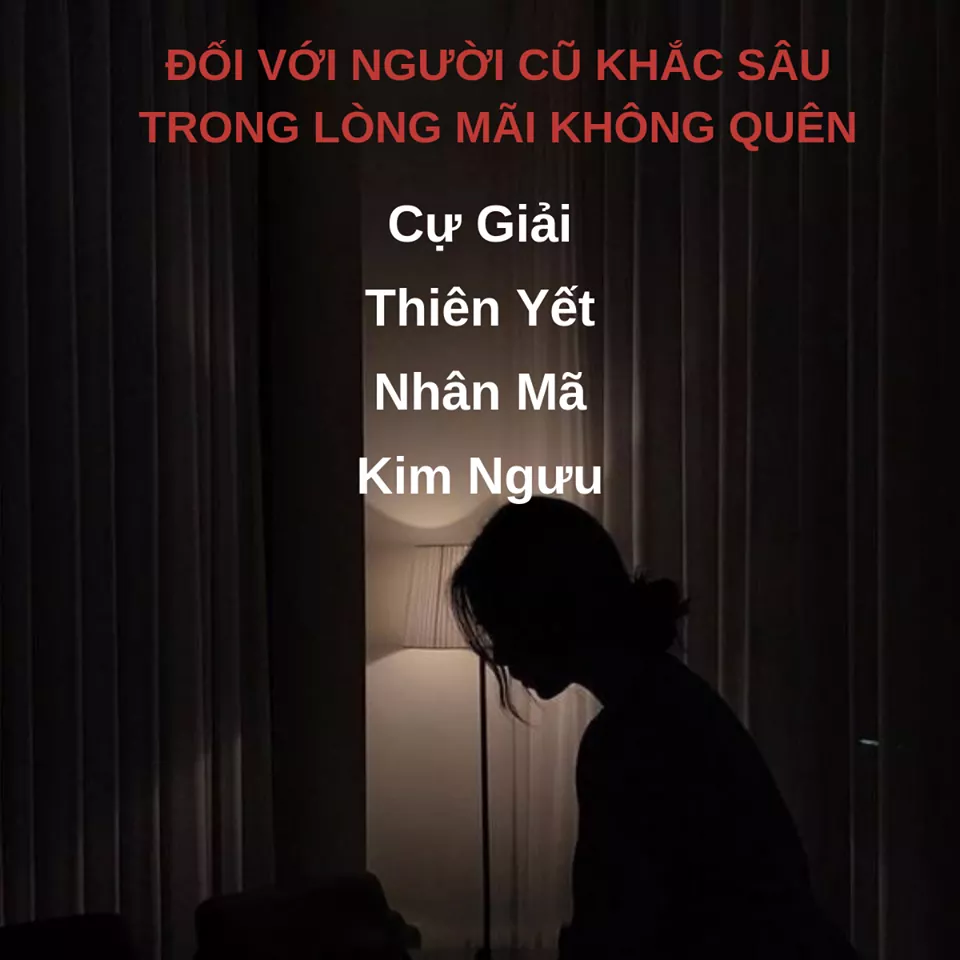 ĐỐI VỚI NGƯỜI CŨ KHẮC SÂU
TRONG LÒNG MÃI KHÔNG QUÊN
Cự Giải
Thiên Yết
Nhân Mã
Kim Ngưu